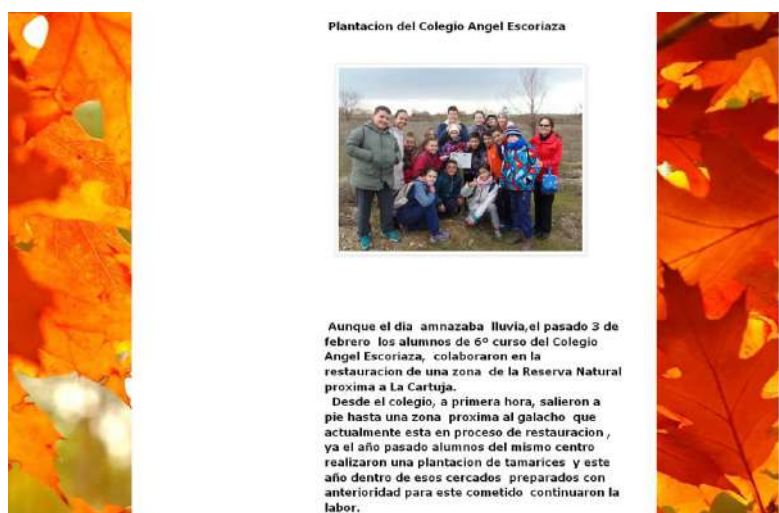 Plantacion del Colegio Angel Escoriaza
Aunque el dia amnazaba lluvia,el pasado 3 de
febrero los alumnos de 6º curso del Colegio
Angel Escoriaza, colaboraron en la
restauracion de una zona de la Reserva Natural
proxima a La Cartuja.
Desde el colegio, a primera hora, salieron a
pie hasta una zona proxima al galacho que
actualmente esta en proceso de restauracion ,
ya el año pasado alumnos del mismo centro
realizaron una plantacion de tamarices y este
año dentro de esos cercados preparados con
anterioridad para este cometido continuaron la
labor.